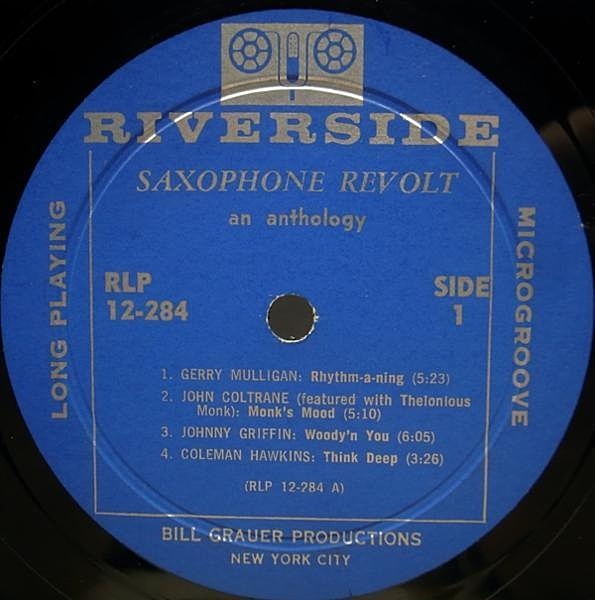 RIVERSIDE
SAXOPHONE REVOLT
an anthology
LONG PLAYING
MICROGROOVE
RLP
12-284
SIDE
1
1. GERRY MULLIGAN: Rhythm-a-ning (5:23)
2. JOHN COLTRANE (featured with Thelonious
Monk): Monk's Mood (5:10)
3. JOHNNY GRIFFIN: Woody'n You (6:05)
4. COLEMAN HAWKINS: Think Deep (3:26)
(RLP 12-284 A)
BILL GRAUER PRODUCTIONS
NEW YORK CITY